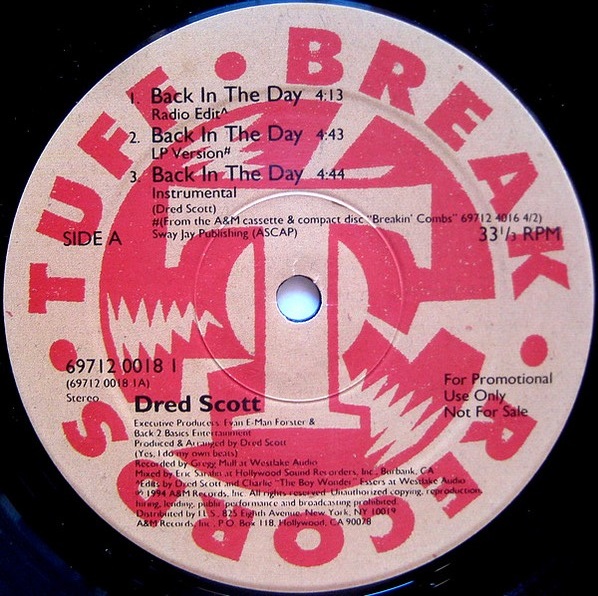 TUFF • BREAK • RECORDS •
1. Back In The Day 4:13
Radio Edit^
2. Back In The Day 4:43
LP Version#
3. Back In The Day 4:44
Instrumental
(Dred Scott)
#(From the A&M cassette & compact disc "Breakin' Combs" 69712 4016 4/2)
Sway Jay Publishing (ASCAP)
SIDE A
33 1/3 RPM
69712 0018 1
(69712 0018 1A)
Stereo
For Promotional
Use Only
Not For Sale
Dred Scott
Executive Producers: Evan E-Man Forster &
Back 2 Basics Entertainment
Produced & Arranged by Dred Scott
(Yes, I do my own beats)
Recorded by Gregg Mull at Westlake Audio
Mixed by Eric Sarafin at Hollywood Sound Recorders, Inc., Burbank, CA
^Edits by Dred Scott and Charlie "The Boy Wonder" Essers at Westlake Audio
℗ 1994 A&M Records, Inc. All rights reserved. Unauthorized copying, reproduction,
hiring, lending, public performance and broadcasting prohibited.
Distributed by I.L.S., 825 Eighth Avenue, New York, NY 10019
A&M Records, Inc., P.O. Box 118, Hollywood, CA 90078